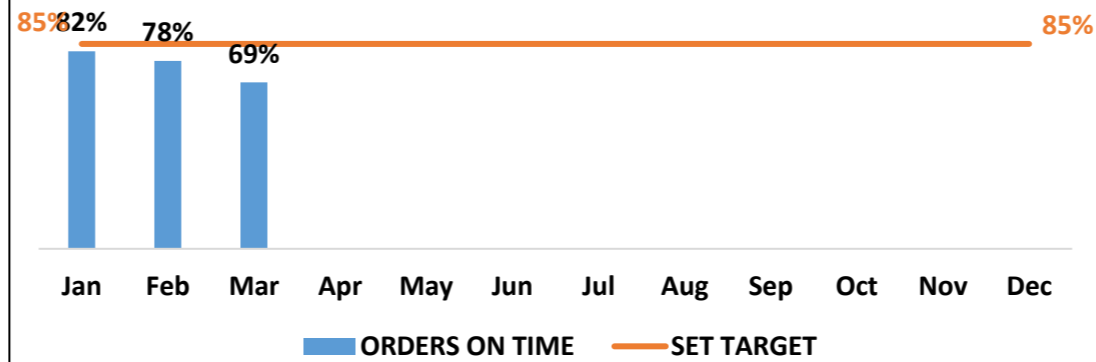 85% 82% 78% 69% 85%
Jan Feb Mar Apr May Jun Jul Aug Sep Oct Nov Dec
ORDERS ON TIME SET TARGET